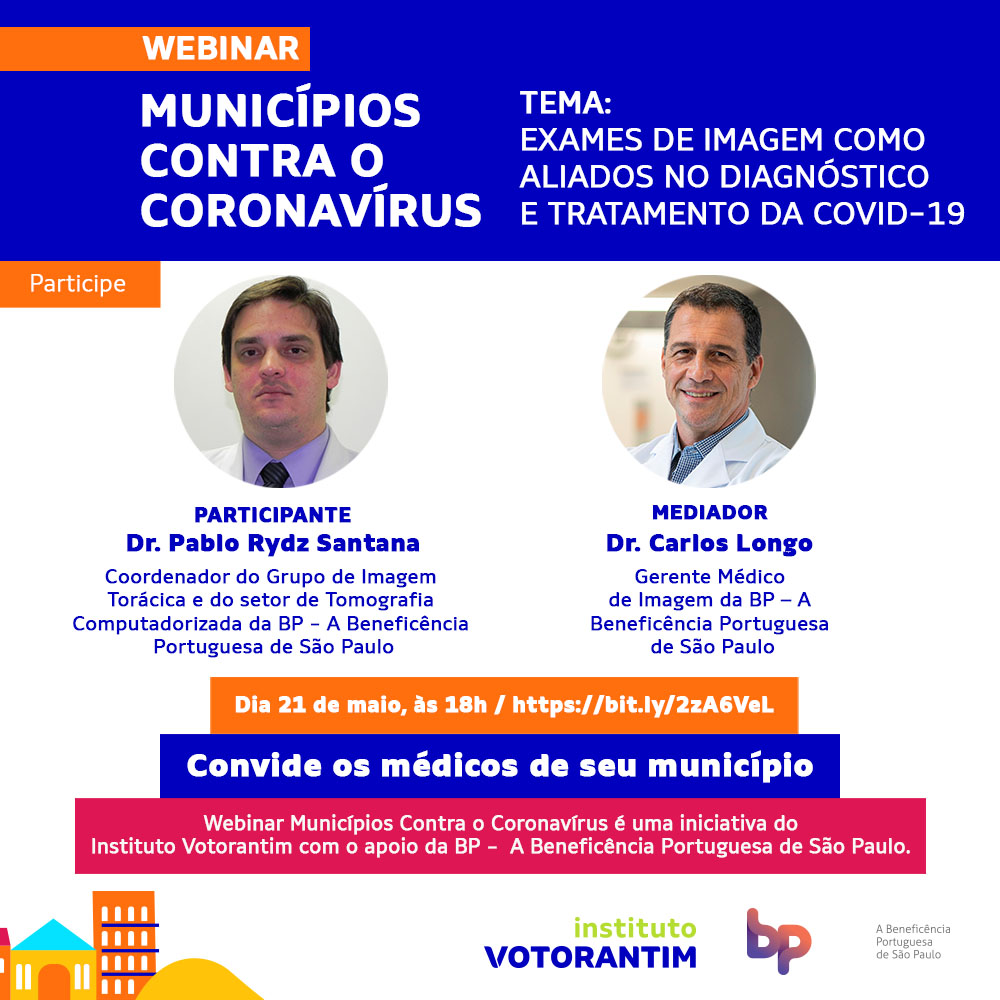 WEBINAR
MUNICÍPIOS
CONTRA O
CORONAVÍRUS
TEMA:
EXAMES DE IMAGEM COMO
ALIADOS NO DIAGNÓSTICO
E TRATAMENTO DA COVID-19
Participe
PARTICIPANTE
Dr. Pablo Rydz Santana
Coordenador do Grupo de Imagem
Torácica e do setor de Tomografia
Computadorizada da BP - A Beneficência
Portuguesa de São Paulo
MEDIADOR
Dr. Carlos Longo
Gerente Médico
de Imagem da BP – A
Beneficência Portuguesa
de São Paulo
Dia 21 de maio, às 18h / https://bit.ly/2zA6VeL
Convide os médicos de seu município
Webinar Municípios Contra o Coronavírus é uma iniciativa do
Instituto Votorantim com o apoio da BP - A Beneficência Portuguesa de São Paulo.
instituto
VOTORANTIM
bp
A Beneficência
Portuguesa
de São Paulo